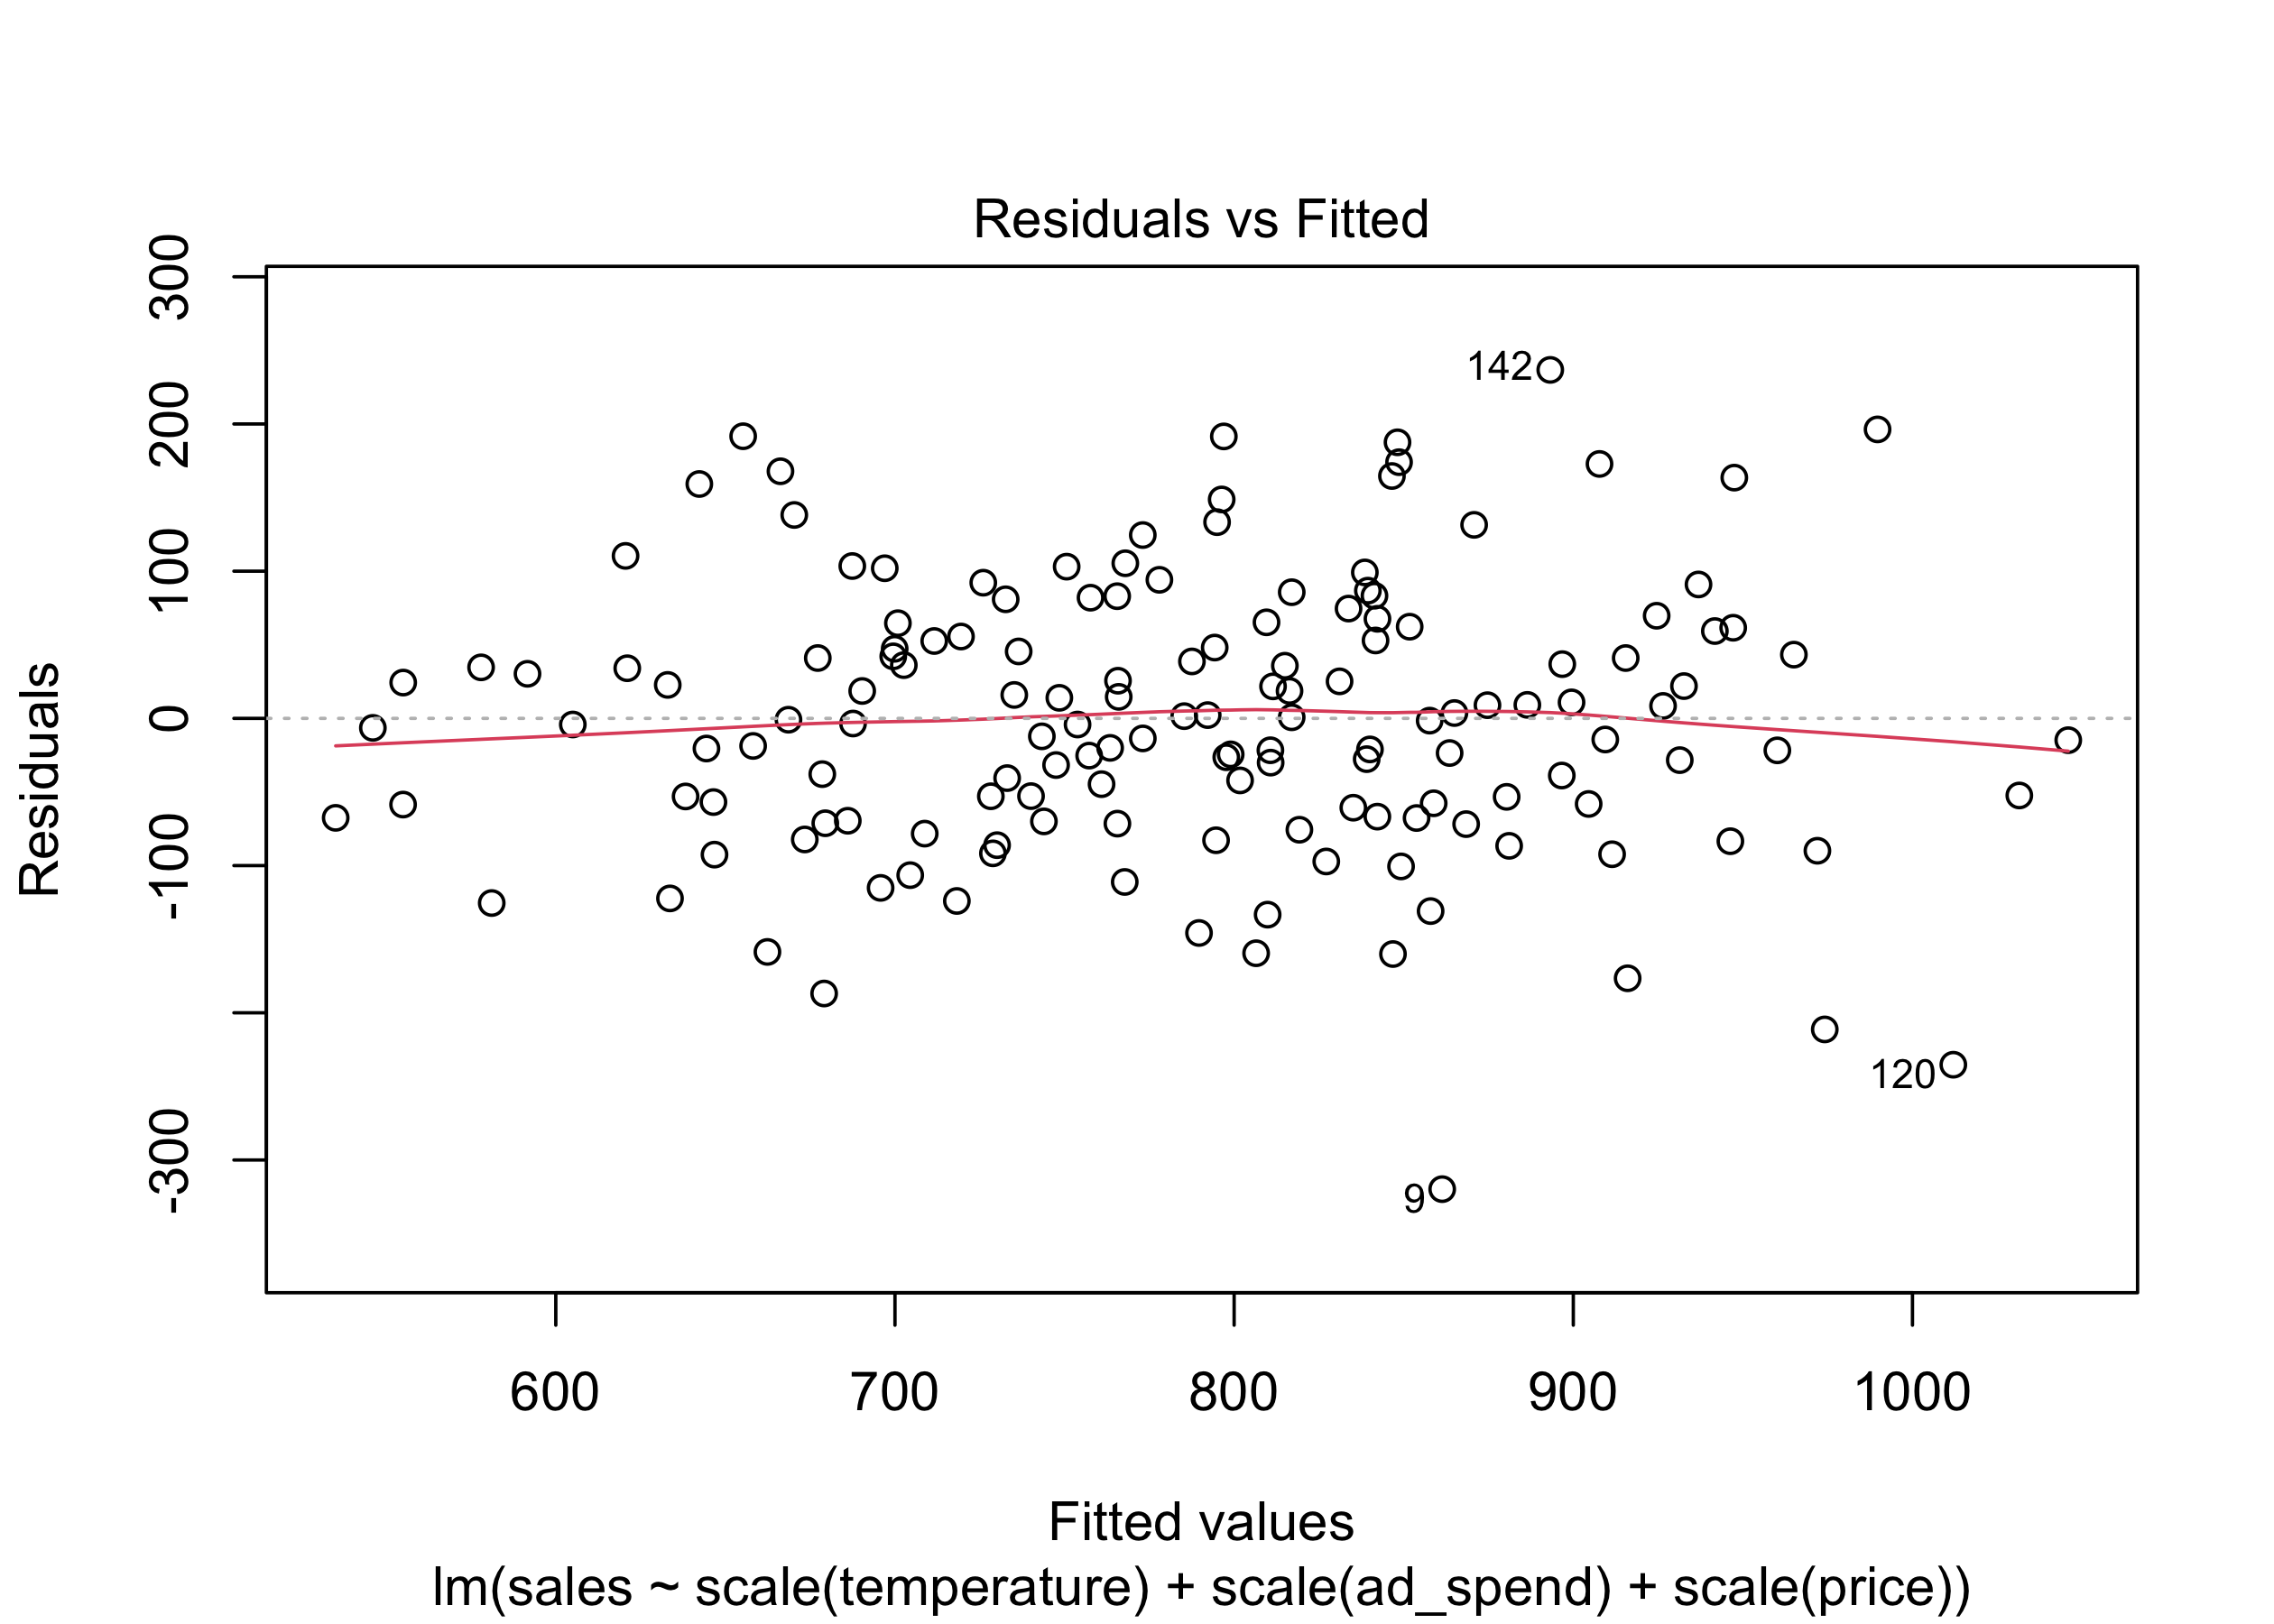 Residuals vs Fitted
Residuals
300
200
100
0
-100
-300
142
120
9
600 700 800 900 1000
Fitted values
lm(sales ~ scale(temperature) + scale(ad_spend) + scale(price))